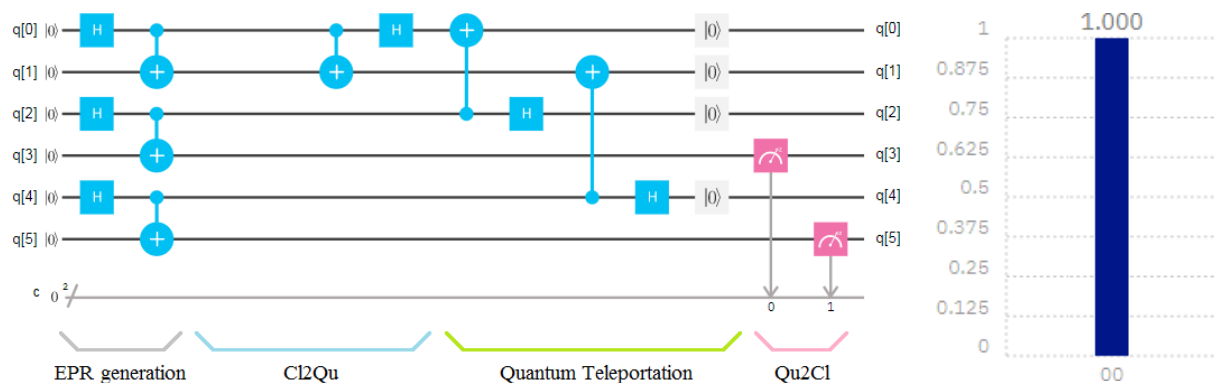 q[0] |0⟩ H H |0⟩ q[0]
q[1] |0⟩ |0⟩ q[1]
q[2] |0⟩ H |0⟩ q[2]
q[3] |0⟩ q[3]
q[4] |0⟩ H H |0⟩ q[4]
q[5] |0⟩ q[5]
c 0 2
0 1
EPR generation Cl2Qu Quantum Teleportation Qu2Cl
1.000
1
0.875
0.75
0.625
0.5
0.375
0.25
0.125
0
00